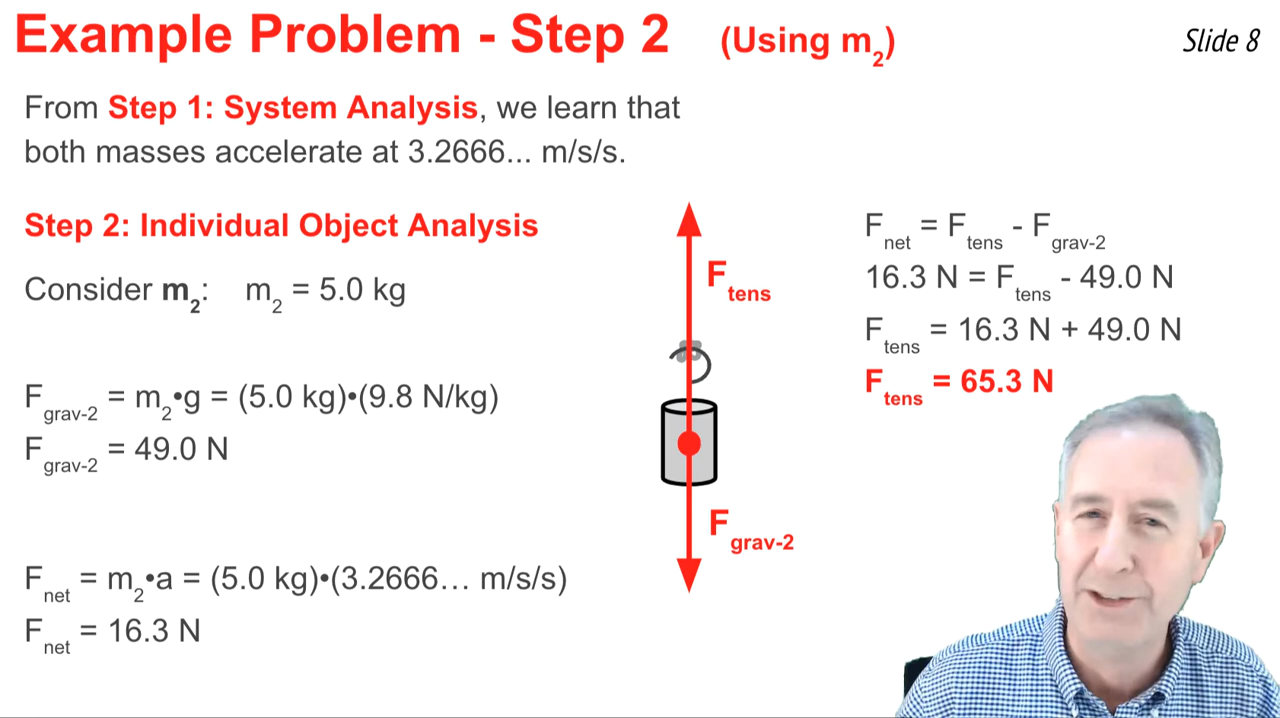 Example Problem - Step 2 (Using m₂)
Slide 8
From Step 1: System Analysis, we learn that
both masses accelerate at 3.2666... m/s/s.
Step 2: Individual Object Analysis
Consider m₂: m₂ = 5.0 kg
F grav-2 = m₂•g = (5.0 kg)•(9.8 N/kg)
F grav-2 = 49.0 N
F net = m₂•a = (5.0 kg)•(3.2666… m/s/s)
F net = 16.3 N
F tens
F grav-2
F net = F tens - F grav-2
16.3 N = F tens - 49.0 N
F tens = 16.3 N + 49.0 N
F tens = 65.3 N